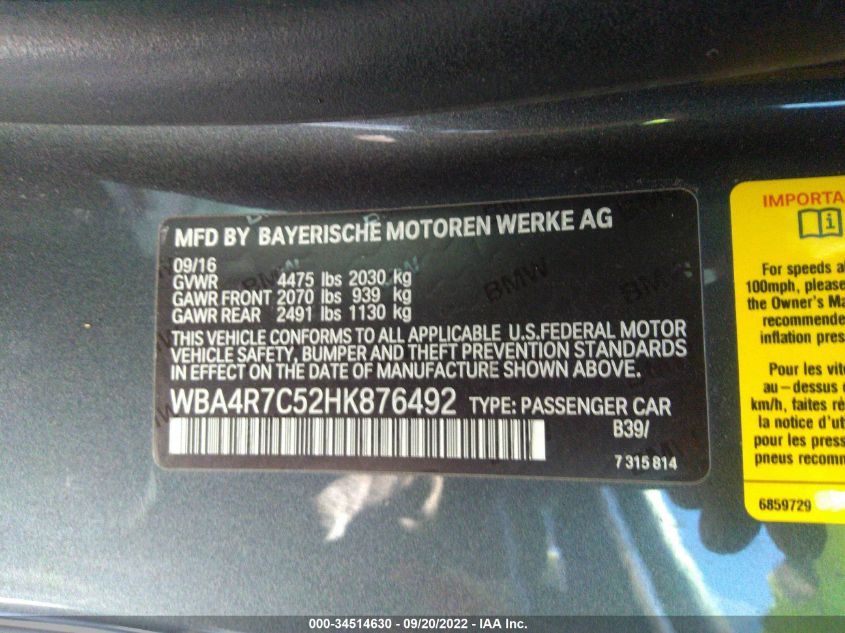 MFD BY BAYERISCHE MOTOREN WERKE AG
09/16
GVWR 4475 lbs 2030 kg
GAWR FRONT 2070 lbs 939 kg
GAWR REAR 2491 lbs 1130 kg
THIS VEHICLE CONFORMS TO ALL APPLICABLE U.S.FEDERAL MOTOR
VEHICLE SAFETY, BUMPER AND THEFT PREVENTION STANDARDS
IN EFFECT ON THE DATE OF MANUFACTURE SHOWN ABOVE.
WBA4R7C52HK876492 TYPE: PASSENGER CAR
B39/
7 315 814
BMW
IMPORTA
i
For speeds a
100mph, please
the Owner's Ma
recommende
inflation pres
Pour les vit
au-dessus d
km/h, faites r
la notice d'ut
pour les press
pneus recomm
6859729
000-34514630 - 09/20/2022 - IAA Inc.